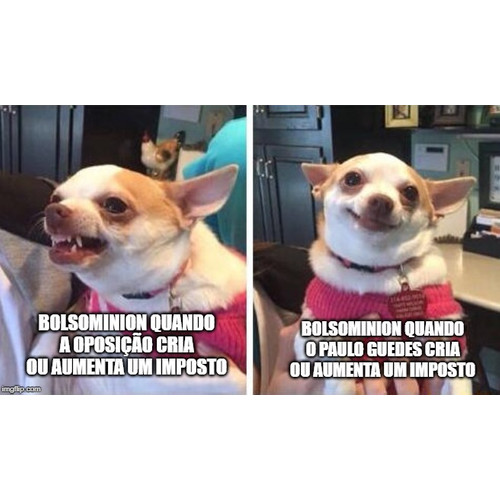 BOLSOMINION QUANDO
A OPOSIÇÃO CRIA
OU AUMENTA UM IMPOSTO
BOLSOMINION QUANDO
O PAULO GUEDES CRIA
OU AUMENTA UM IMPOSTO
imgflip.com